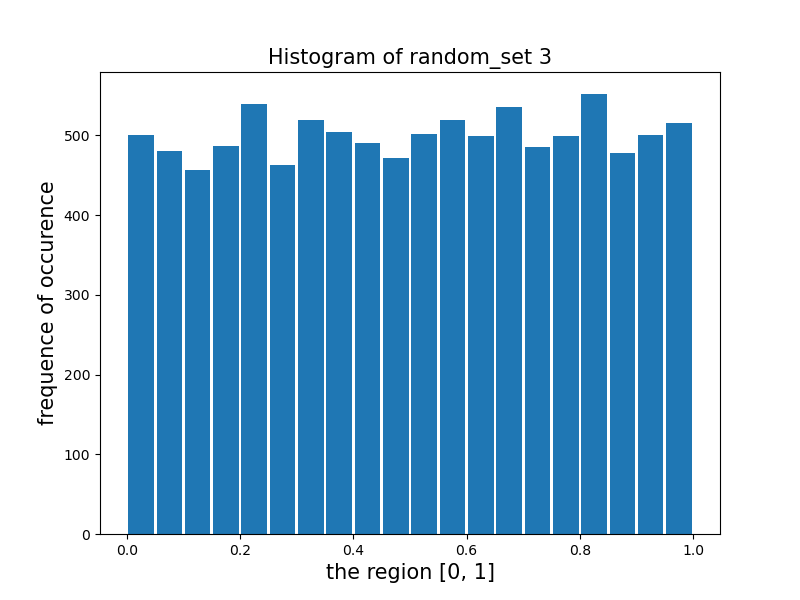 Histogram of random_set 3
frequence of occurence
500
400
300
200
100
0
0.0 0.2 0.4 0.6 0.8 1.0
the region [0, 1]